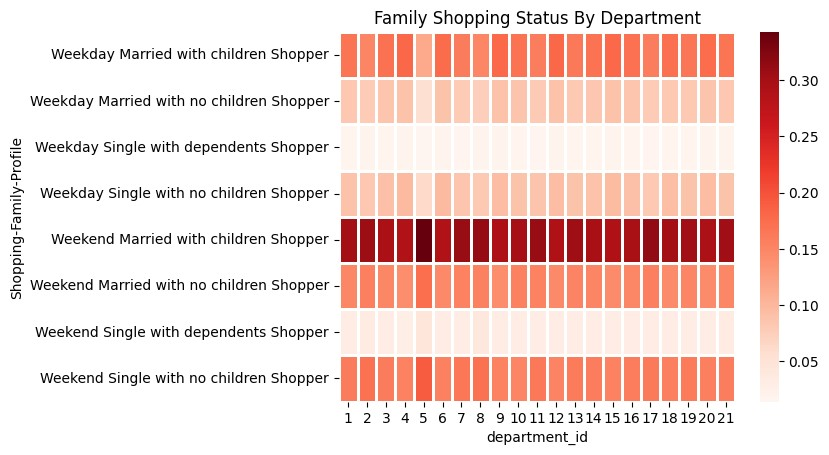 Family Shopping Status By Department
Shopping-Family-Profile
Weekday Married with children Shopper
Weekday Married with no children Shopper
Weekday Single with dependents Shopper
Weekday Single with no children Shopper
Weekend Married with children Shopper
Weekend Married with no children Shopper
Weekend Single with dependents Shopper
Weekend Single with no children Shopper
1 2 3 4 5 6 7 8 9 10 11 12 13 14 15 16 17 18 19 20 21
department_id
0.30
0.25
0.20
0.15
0.10
0.05